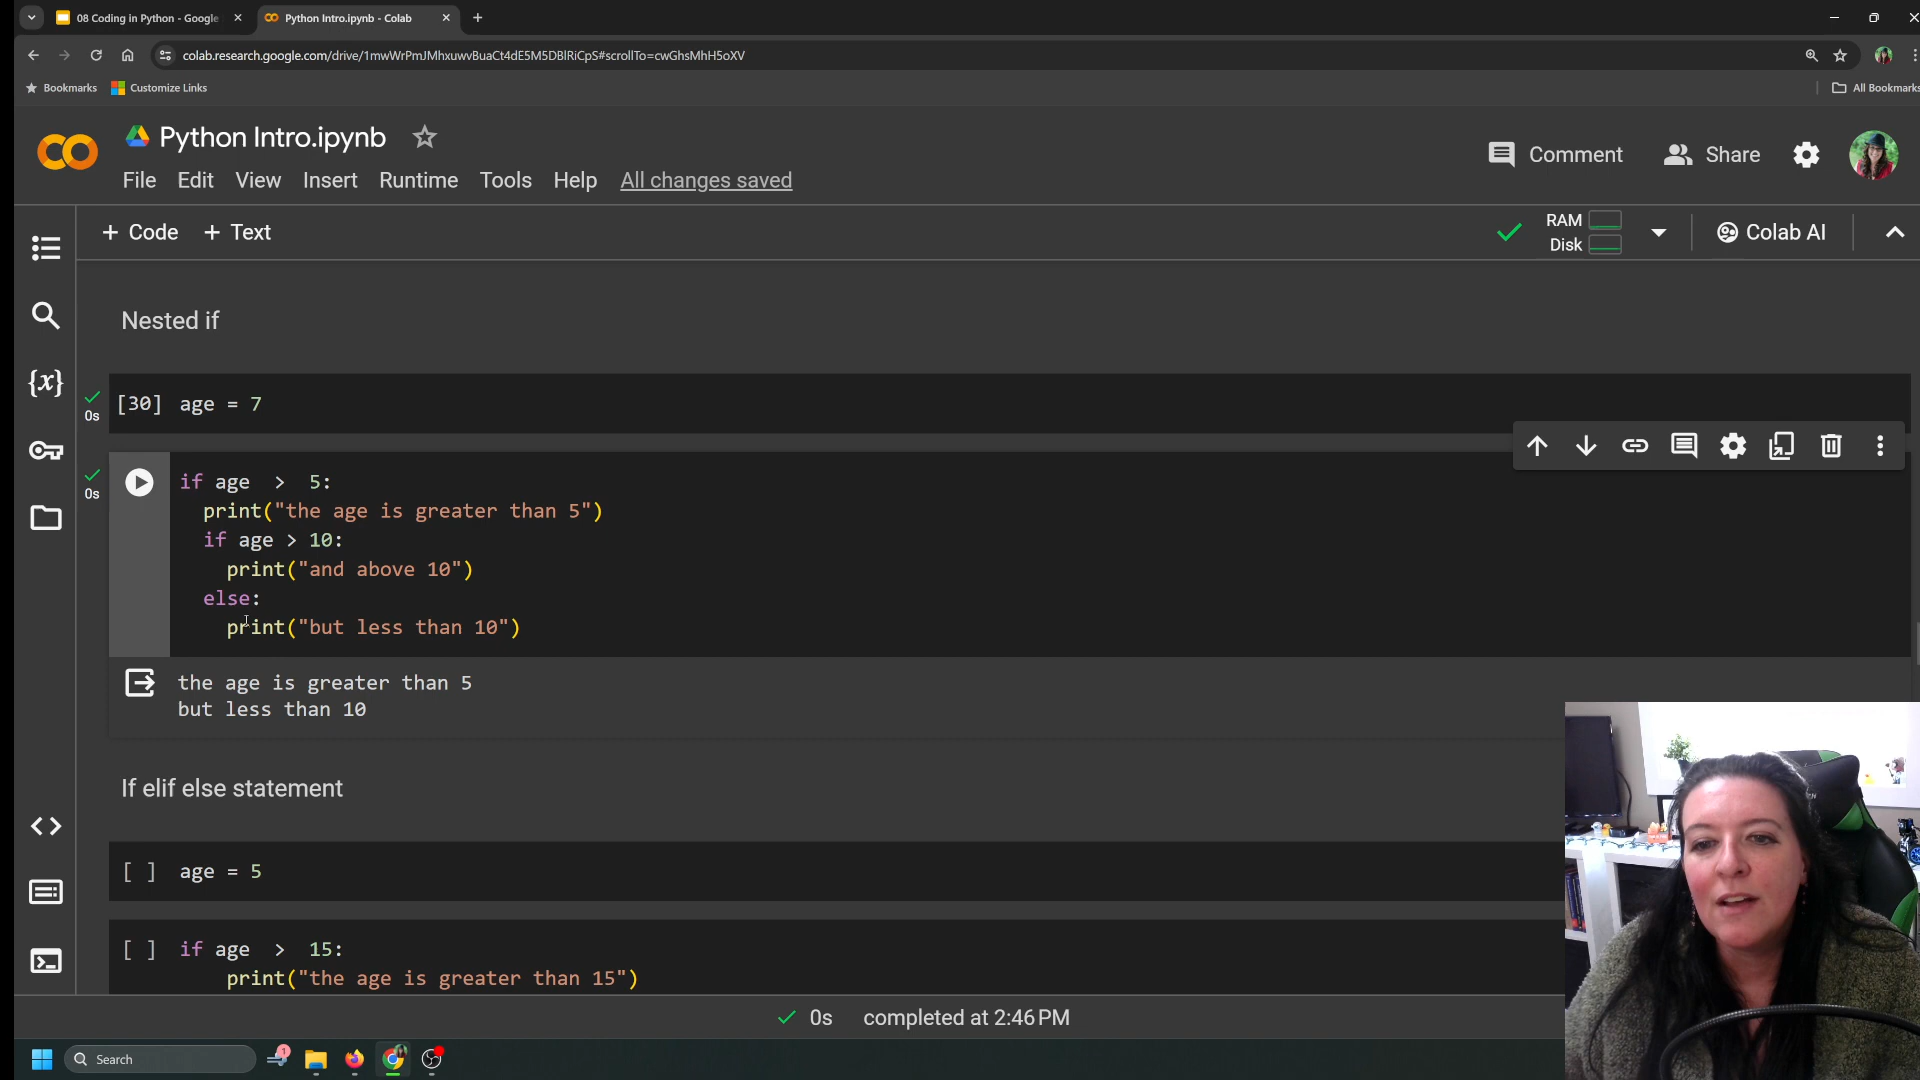 08 Coding in Python - Google
Python Intro.ipynb - Colab
colab.research.google.com/drive/1mwWrPmJMhxuwvBuaCt4dE5M5DBlRiCpS#scrollTo=cwGhsMhH5oXV
Bookmarks
Customize Links
All Bookmarks
Python Intro.ipynb
File Edit View Insert Runtime Tools Help All changes saved
Comment
Share
+ Code + Text
RAM
Disk
Colab AI
Nested if
0s
[30] age = 7
0s
if age  >  5:
  print("the age is greater than 5")
  if age > 10:
    print("and above 10")
  else:
    print("but less than 10")
the age is greater than 5
but less than 10
If elif else statement
[ ] age = 5
[ ] if age  >  15:
    print("the age is greater than 15")
0s completed at 2:46 PM
Search
1